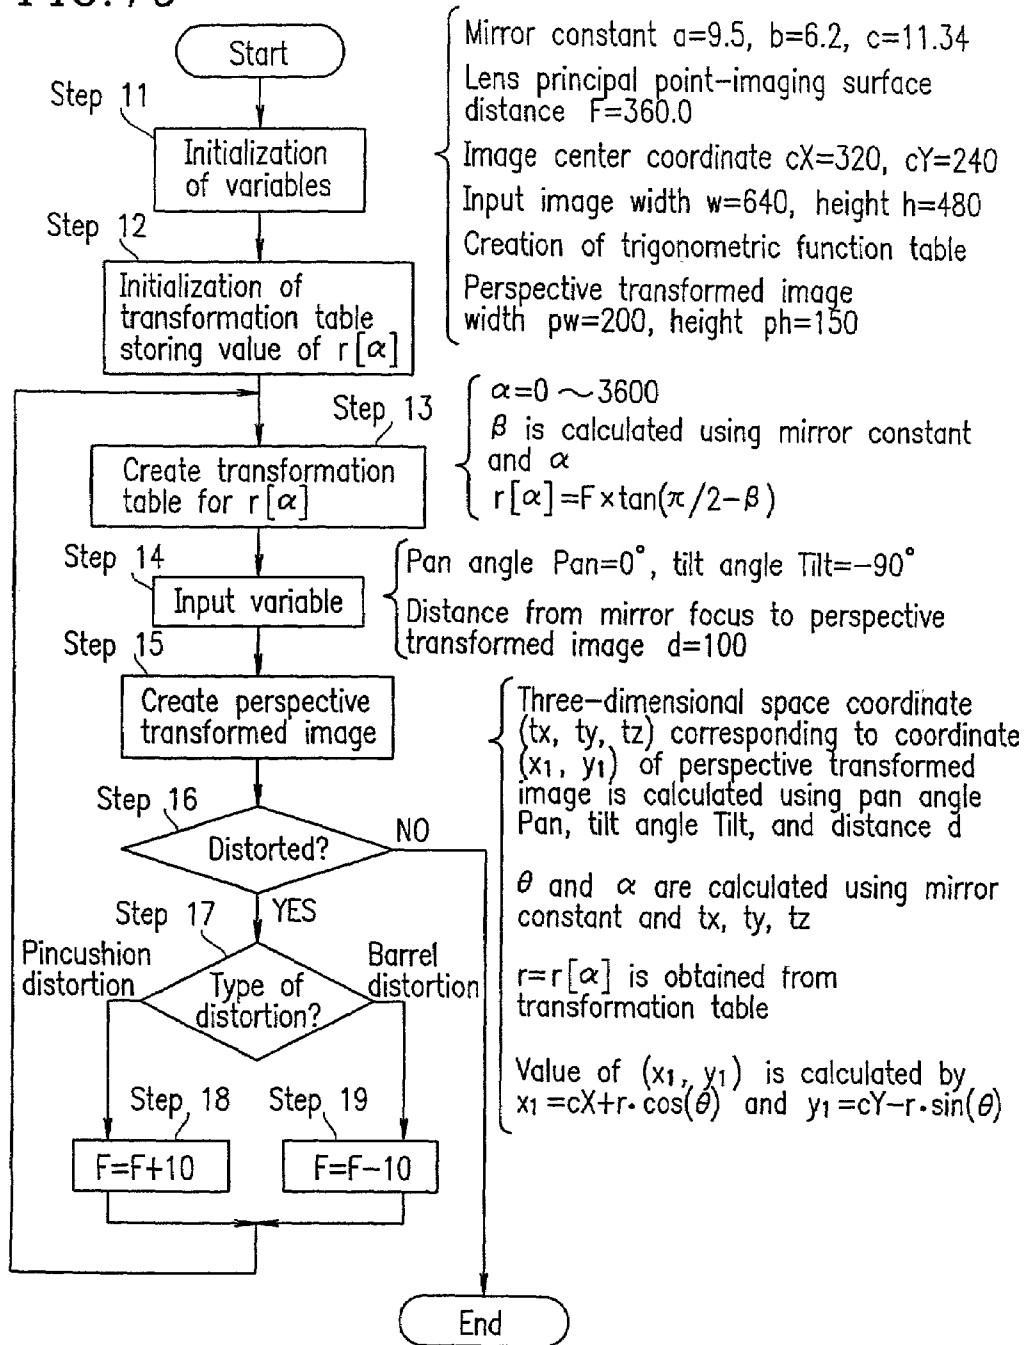 Start
Step 11
Initialization
of variables
Mirror constant a=9.5, b=6.2, c=11.34
Lens principal point-imaging surface
distance F=360.0
Image center coordinate cX=320, cY=240
Input image width w=640, height h=480
Creation of trigonometric function table
Perspective transformed image
width pw=200, height ph=150
Step 12
Initialization of
transformation table
storing value of r[α]
Step 13
Create transformation
table for r[α]
α=0 ~3600
β is calculated using mirror constant
and α
r[α]=F×tan(π/2-β)
Step 14
Input variable
Pan angle Pan=0°, tilt angle Tilt=-90°
Distance from mirror focus to perspective
transformed image d=100
Step 15
Create perspective
transformed image
Three-dimensional space coordinate
(tx, ty, tz) corresponding to coordinate
(x1, y1) of perspective transformed
image is calculated using pan angle
Pan, tilt angle Tilt, and distance d
θ and α are calculated using mirror
constant and tx, ty, tz
r=r[α] is obtained from
transformation table
Value of (x1, y1) is calculated by
x1=cX+r·cos(θ) and y1=cY-r·sin(θ)
Step 16
Distorted?
NO
YES
Step 17
Type of
distortion?
Pincushion
distortion
Barrel
distortion
Step 18
F=F+10
Step 19
F=F-10
End